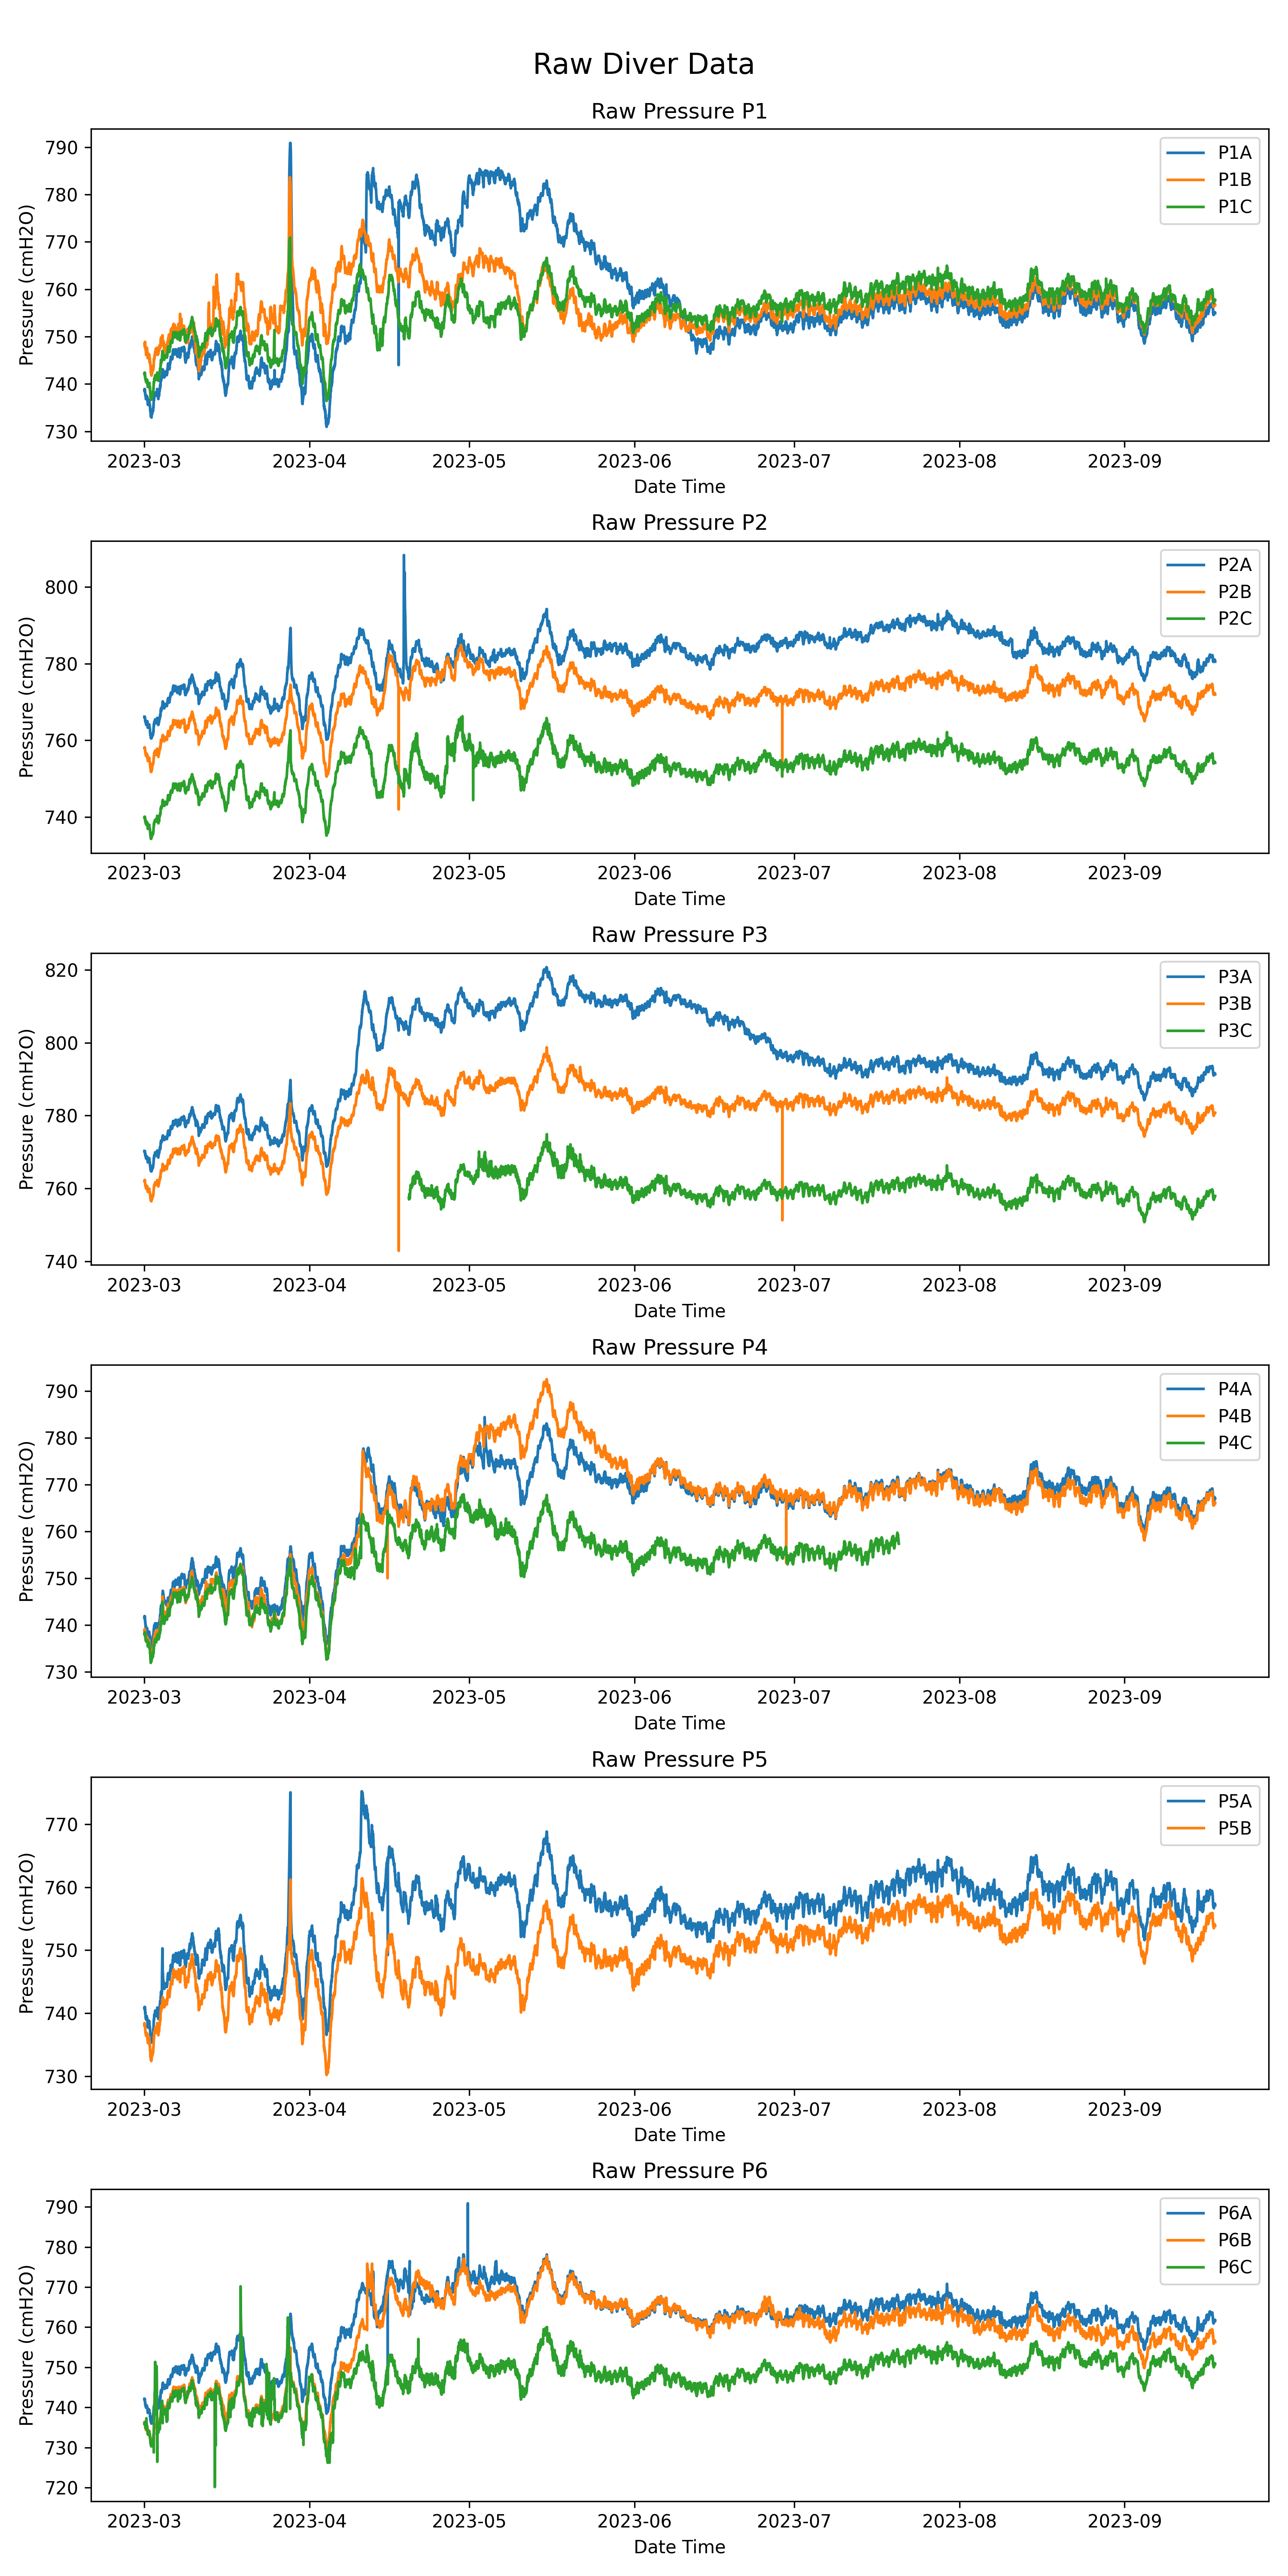 Raw Diver Data
Raw Pressure P1
Pressure (cmH2O)
790
780
770
760
750
740
730
P1A
P1B
P1C
2023-03 2023-04 2023-05 2023-06 2023-07 2023-08 2023-09
Date Time
Raw Pressure P2
Pressure (cmH2O)
800
780
760
740
P2A
P2B
P2C
2023-03 2023-04 2023-05 2023-06 2023-07 2023-08 2023-09
Date Time
Raw Pressure P3
Pressure (cmH2O)
820
800
780
760
740
P3A
P3B
P3C
2023-03 2023-04 2023-05 2023-06 2023-07 2023-08 2023-09
Date Time
Raw Pressure P4
Pressure (cmH2O)
790
780
770
760
750
740
730
P4A
P4B
P4C
2023-03 2023-04 2023-05 2023-06 2023-07 2023-08 2023-09
Date Time
Raw Pressure P5
Pressure (cmH2O)
770
760
750
740
730
P5A
P5B
2023-03 2023-04 2023-05 2023-06 2023-07 2023-08 2023-09
Date Time
Raw Pressure P6
Pressure (cmH2O)
790
780
770
760
750
740
730
720
P6A
P6B
P6C
2023-03 2023-04 2023-05 2023-06 2023-07 2023-08 2023-09
Date Time